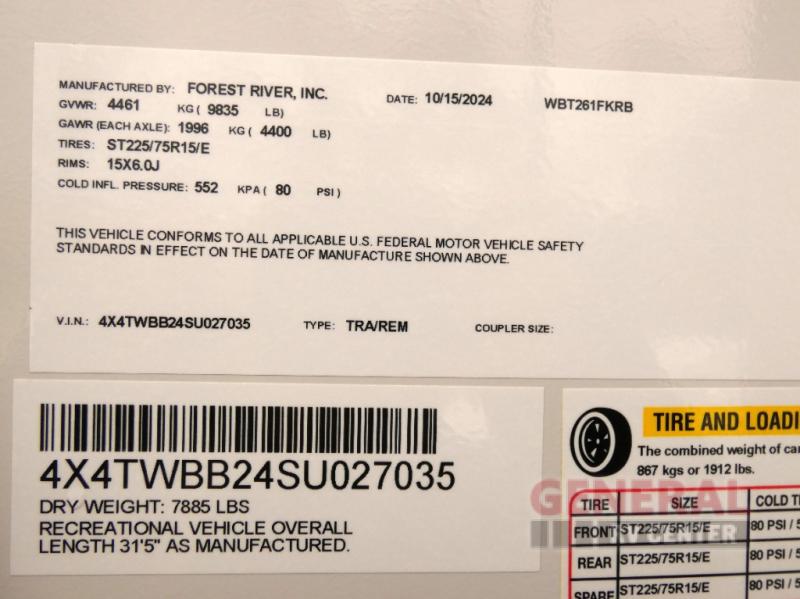 MANUFACTURED BY: FOREST RIVER, INC. DATE: 10/15/2024 WBT261FKRB
GVWR: 4461 KG ( 9835 LB)
GAWR (EACH AXLE): 1996 KG ( 4400 LB)
TIRES: ST225/75R15/E
RIMS: 15X6.0J
COLD INFL. PRESSURE: 552 KPA ( 80 PSI )
THIS VEHICLE CONFORMS TO ALL APPLICABLE U.S. FEDERAL MOTOR VEHICLE SAFETY
STANDARDS IN EFFECT ON THE DATE OF MANUFACTURE SHOWN ABOVE.
V.I.N.: 4X4TWBB24SU027035 TYPE: TRA/REM COUPLER SIZE:
4X4TWBB24SU027035
DRY WEIGHT: 7885 LBS
RECREATIONAL VEHICLE OVERALL
LENGTH 31'5" AS MANUFACTURED.
TIRE AND LOADI
The combined weight of car
867 kgs or 1912 lbs.
TIRE SIZE COLD TI
FRONT ST225/75R15/E 80 PSI / 5
REAR ST225/75R15/E 80 PSI / 5
SPARE ST225/75R15/E 80 PSI / 5
GENERAL
RV CENTER